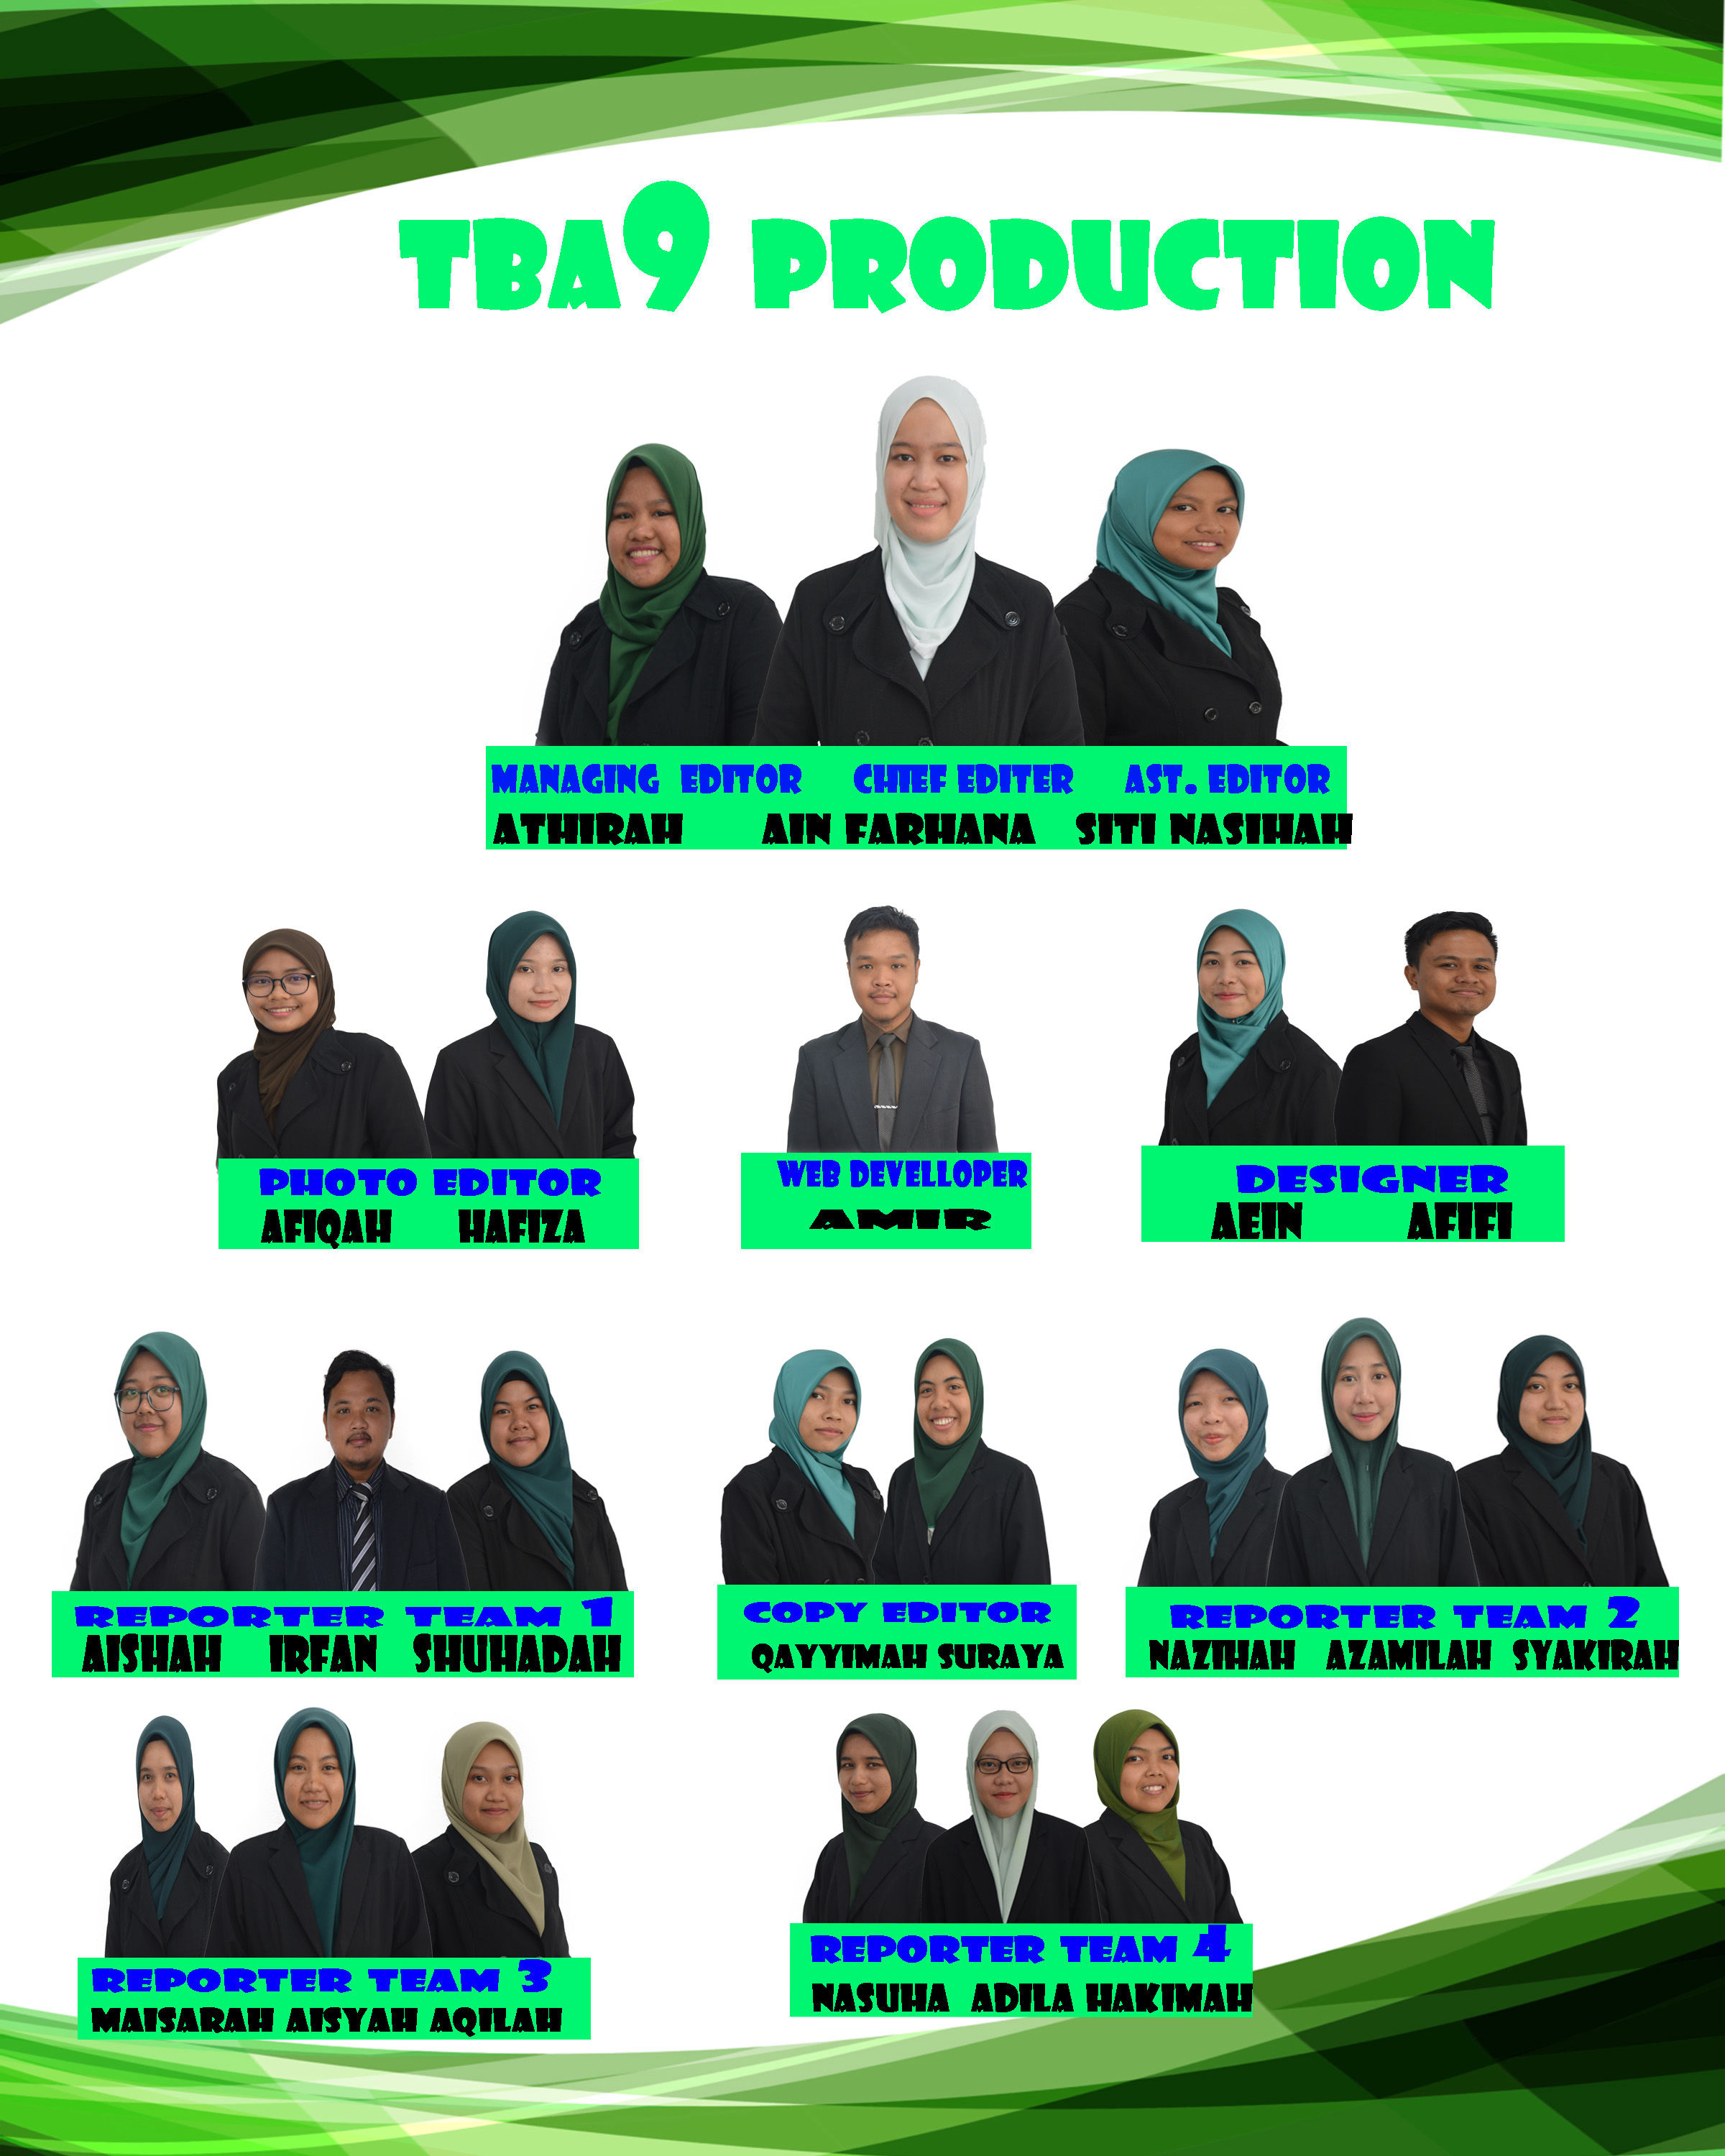 TBA9 PRODUCTION
MANAGING EDITOR CHIEF EDITER AST. EDITOR
ATHIRAH AIN FARHANA SITI NASIHAH
PHOTO EDITOR
AFIQAH HAFIZA
WEB DEVELLOPER
AMIR
DESIGNER
AEIN AFIFI
REPORTER TEAM 1
AISHAH IRFAN SHUHADAH
COPY EDITOR
QAYYIMAH SURAYA
REPORTER TEAM 2
NAZIHAH AZAMILAH SYAKIRAH
REPORTER TEAM 3
MAISARAH AISYAH AQILAH
REPORTER TEAM 4
NASUHA ADILA HAKIMAH